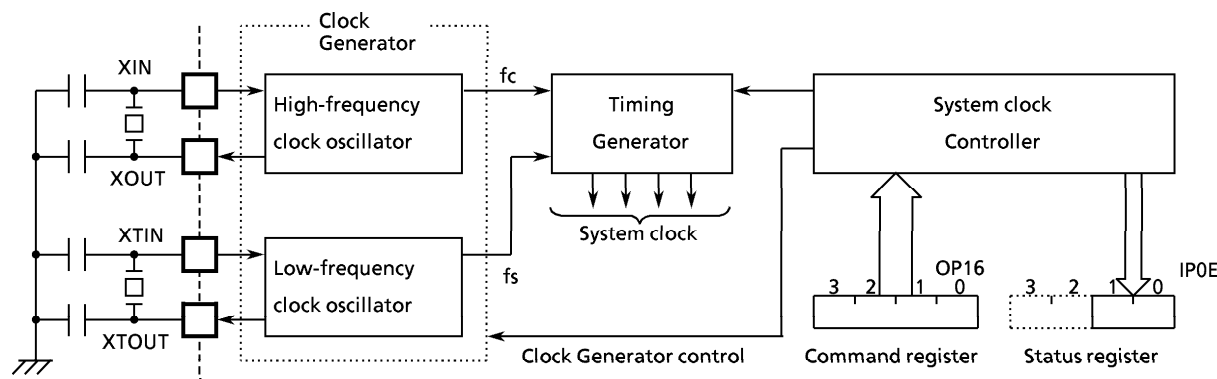 Clock
Generator
XIN
High-frequency
clock oscillator
XOUT
fc
Timing
Generator
System clock
Controller
System clock
XTIN
Low-frequency
clock oscillator
XTOUT
fs
OP16
3 2 1 0
IP0E
3 2 1 0
Clock Generator control
Command register
Status register